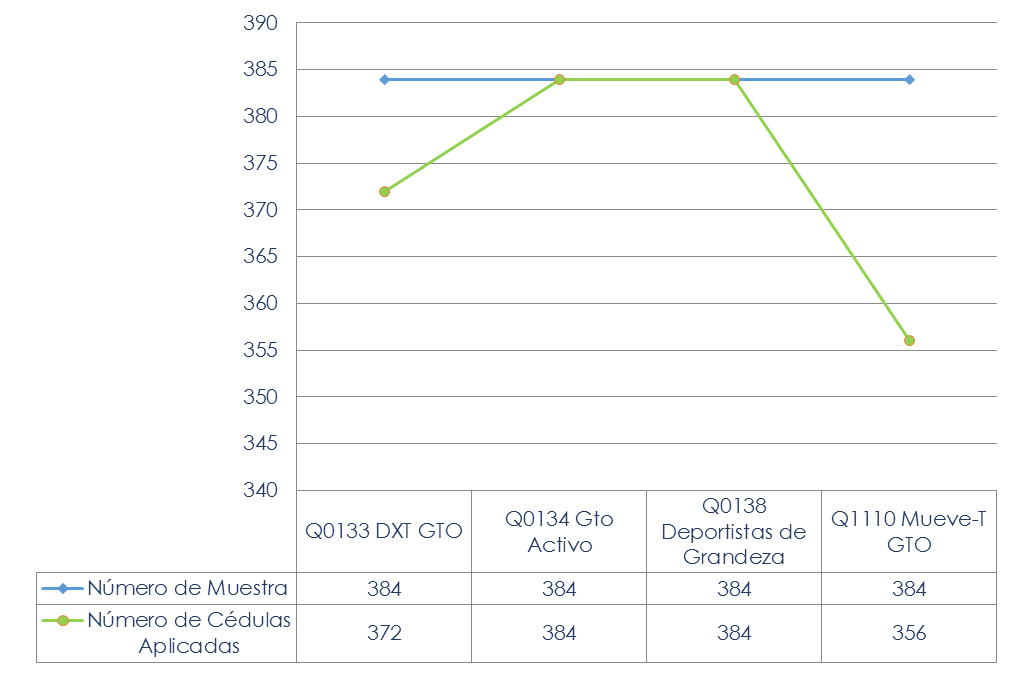 390
385
380
375
370
365
360
355
350
345
340
Q0133 DXT GTO
Q0134 Gto
Activo
Q0138
Deportistas de
Grandeza
Q1110 Mueve-T
GTO
Número de Muestra 384 384 384 384
Número de Cédulas
Aplicadas 372 384 384 356